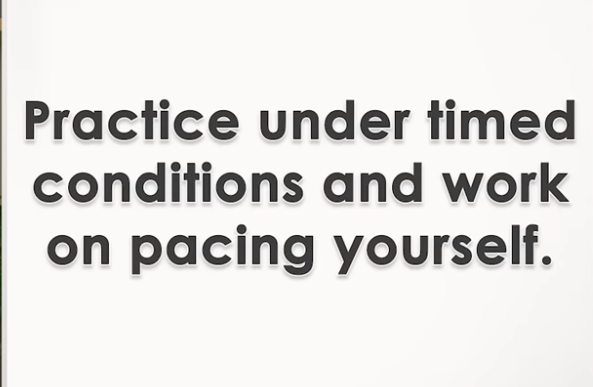 Practice under timed
conditions and work
on pacing yourself.